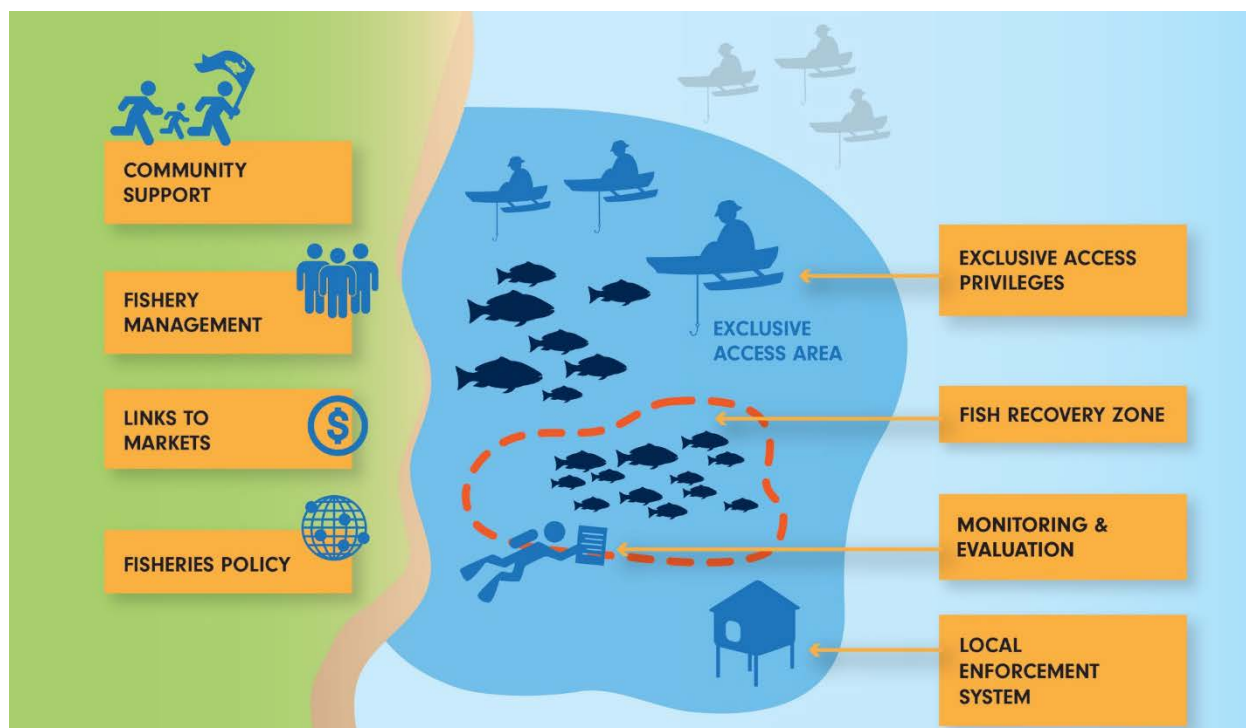 COMMUNITY
SUPPORT
FISHERY
MANAGEMENT
LINKS TO
MARKETS
$
FISHERIES POLICY
EXCLUSIVE
ACCESS AREA
EXCLUSIVE ACCESS
PRIVILEGES
FISH RECOVERY ZONE
MONITORING &
EVALUATION
LOCAL
ENFORCEMENT
SYSTEM